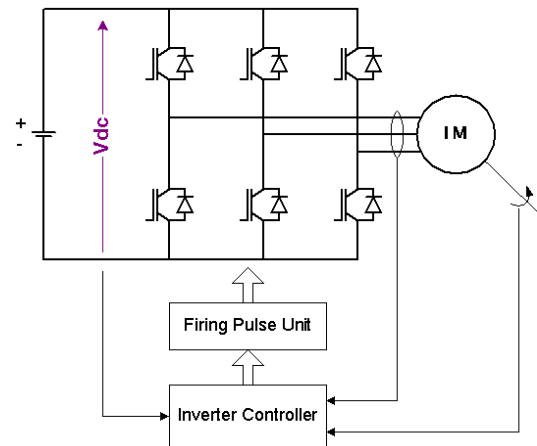 +
-
Vdc
IM
Firing Pulse Unit
Inverter Controller